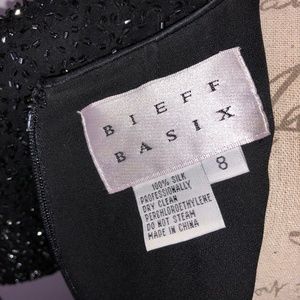 BIEFF
BASIX
8
100% SILK
PROFESSIONALLY
DRY CLEAN
PERCHLOROETHYLENE
DO NOT STEAM
MADE IN CHINA